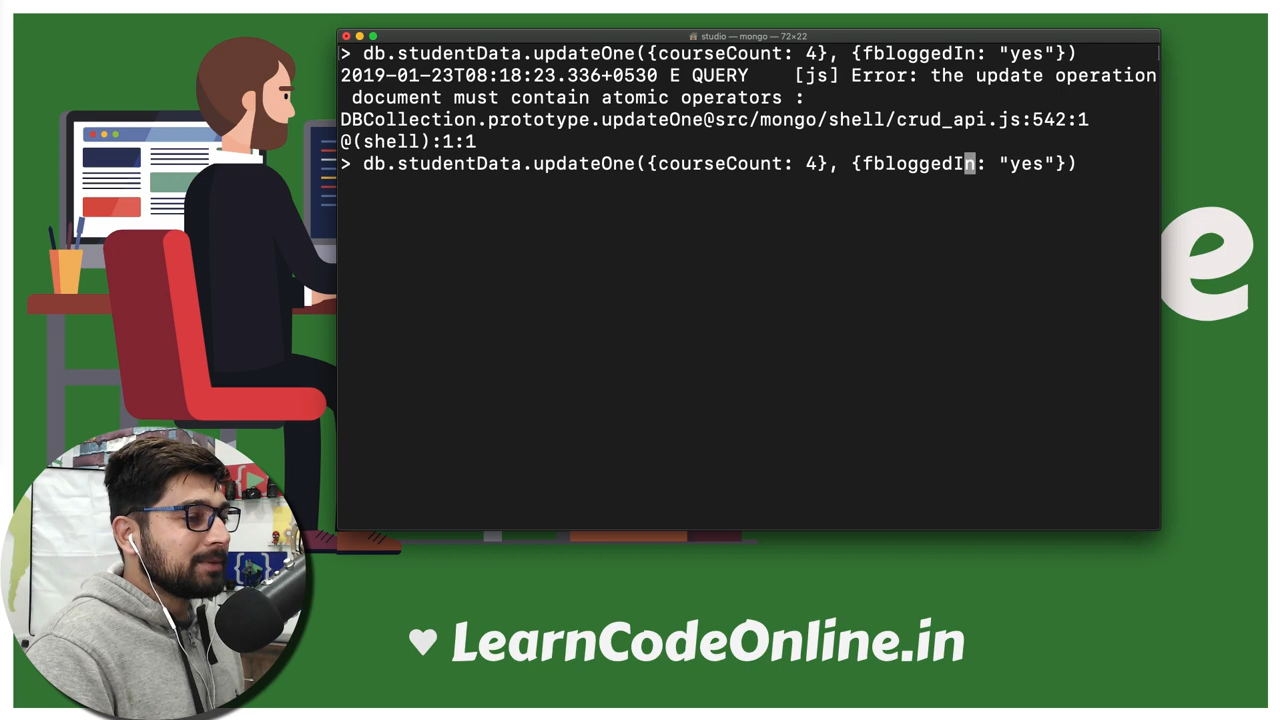 studio — mongo — 72×22
> db.studentData.updateOne({courseCount: 4}, {fbloggedIn: "yes"})
2019-01-23T08:18:23.336+0530 E QUERY    [js] Error: the update operation
 document must contain atomic operators :
DBCollection.prototype.updateOne@src/mongo/shell/crud_api.js:542:1
@(shell):1:1
> db.studentData.updateOne({courseCount: 4}, {fbloggedIn: "yes"})
e
LearnCodeOnline.in